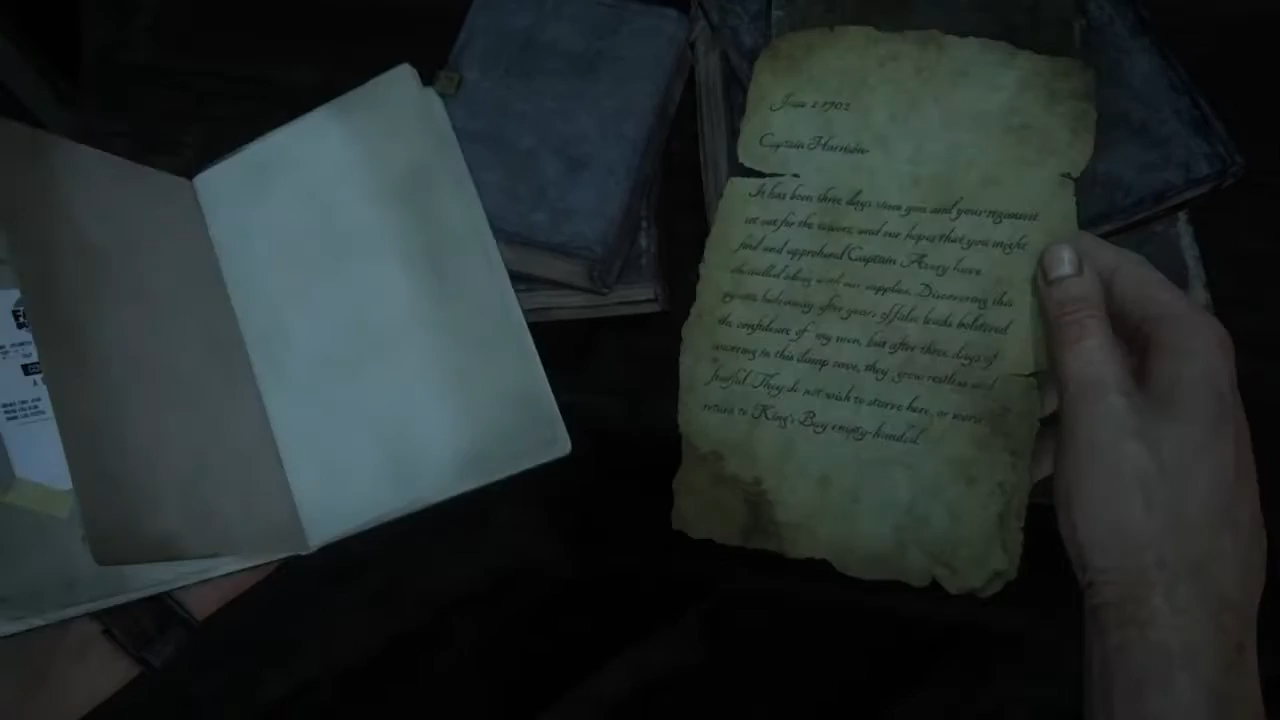 June 2 1702
Captain Harrison
It has been three days since you and your regiment
set out for the caves, and our hopes that you might
find and apprehend Captain Avery have
dwindled along with our supplies. Discovering this
hideaway after years of false leads bolstered
the confidence of my men, but after three days of
in this damp cave, they grow restless and
fearful. They do not wish to starve here, or worse
return to King's Bay empty-handed.